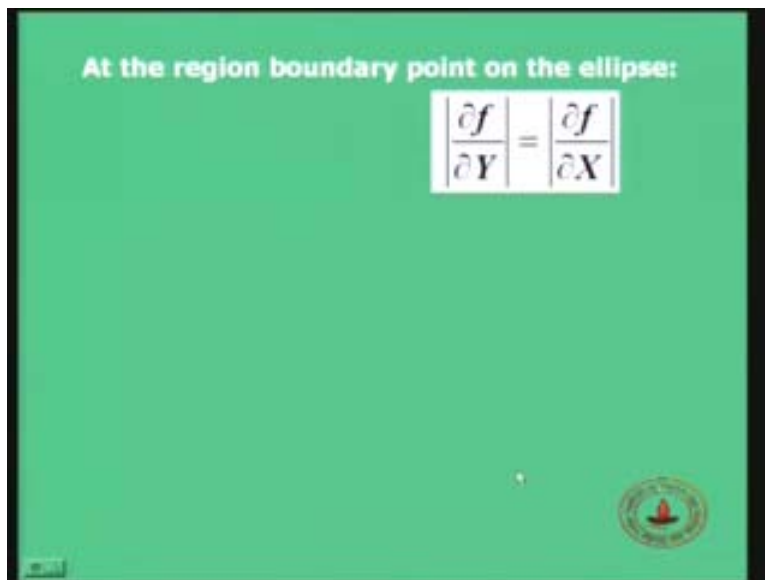 At the region boundary point on the ellipse:
|∂f/∂Y| = |∂f/∂X|